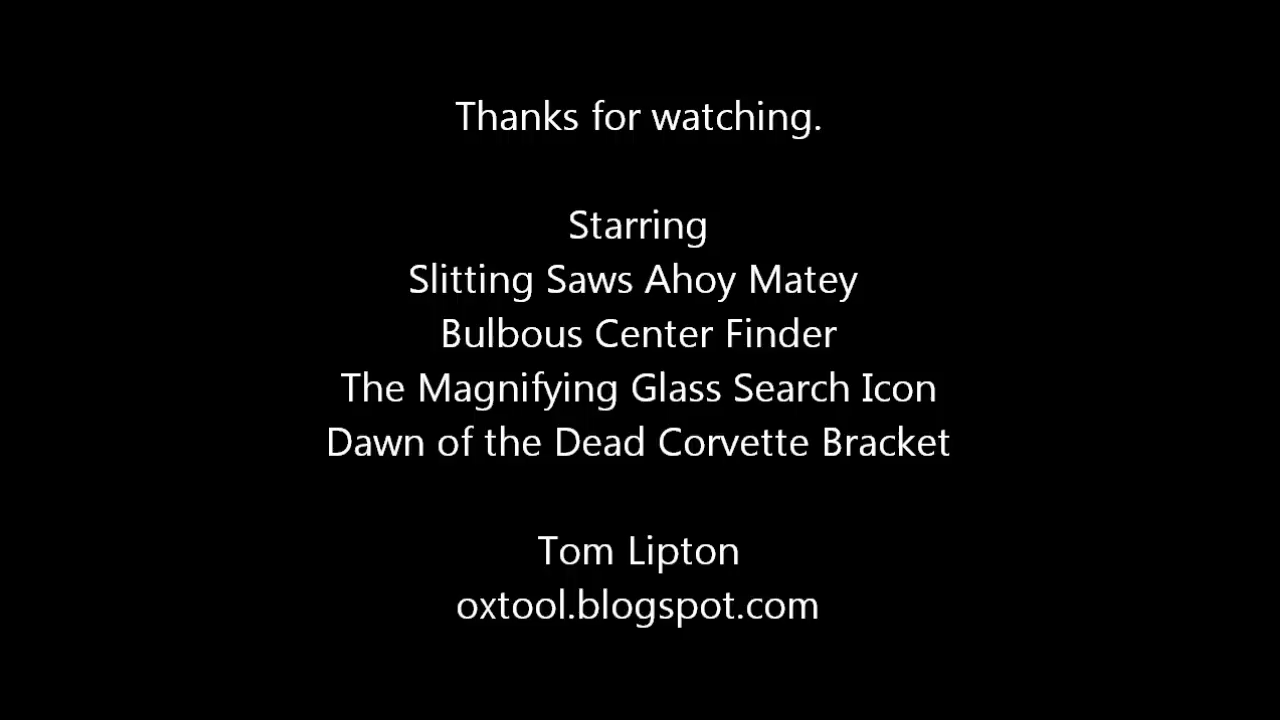 Thanks for watching.
Starring
Slitting Saws Ahoy Matey
Bulbous Center Finder
The Magnifying Glass Search Icon
Dawn of the Dead Corvette Bracket
Tom Lipton
oxtool.blogspot.com